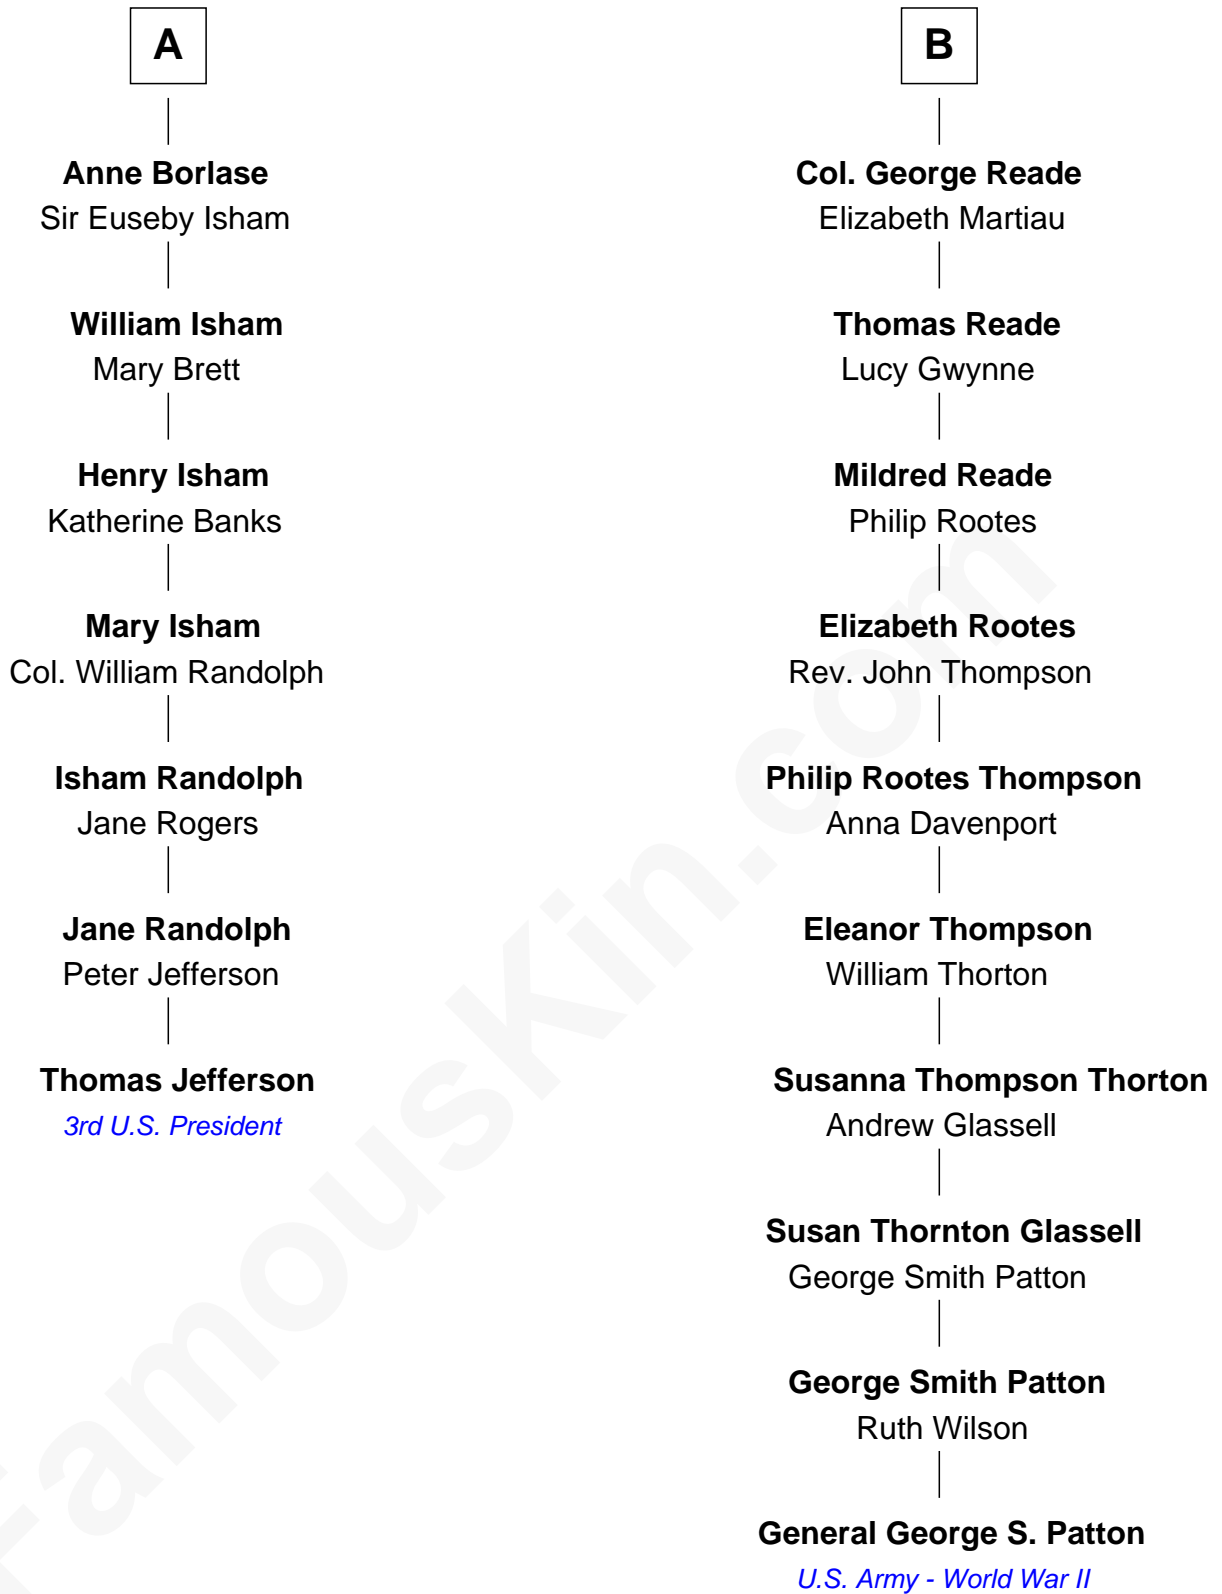 A
Anne Borlase
Sir Euseby Isham
William Isham
Mary Brett
Henry Isham
Katherine Banks
Mary Isham
Col. William Randolph
Isham Randolph
Jane Rogers
Jane Randolph
Peter Jefferson
Thomas Jefferson
3rd U.S. President
B
Col. George Reade
Elizabeth Martiau
Thomas Reade
Lucy Gwynne
Mildred Reade
Philip Rootes
Elizabeth Rootes
Rev. John Thompson
Philip Rootes Thompson
Anna Davenport
Eleanor Thompson
William Thorton
Susanna Thompson Thorton
Andrew Glassell
Susan Thornton Glassell
George Smith Patton
George Smith Patton
Ruth Wilson
General George S. Patton
U.S. Army - World War II
FamousKin.com